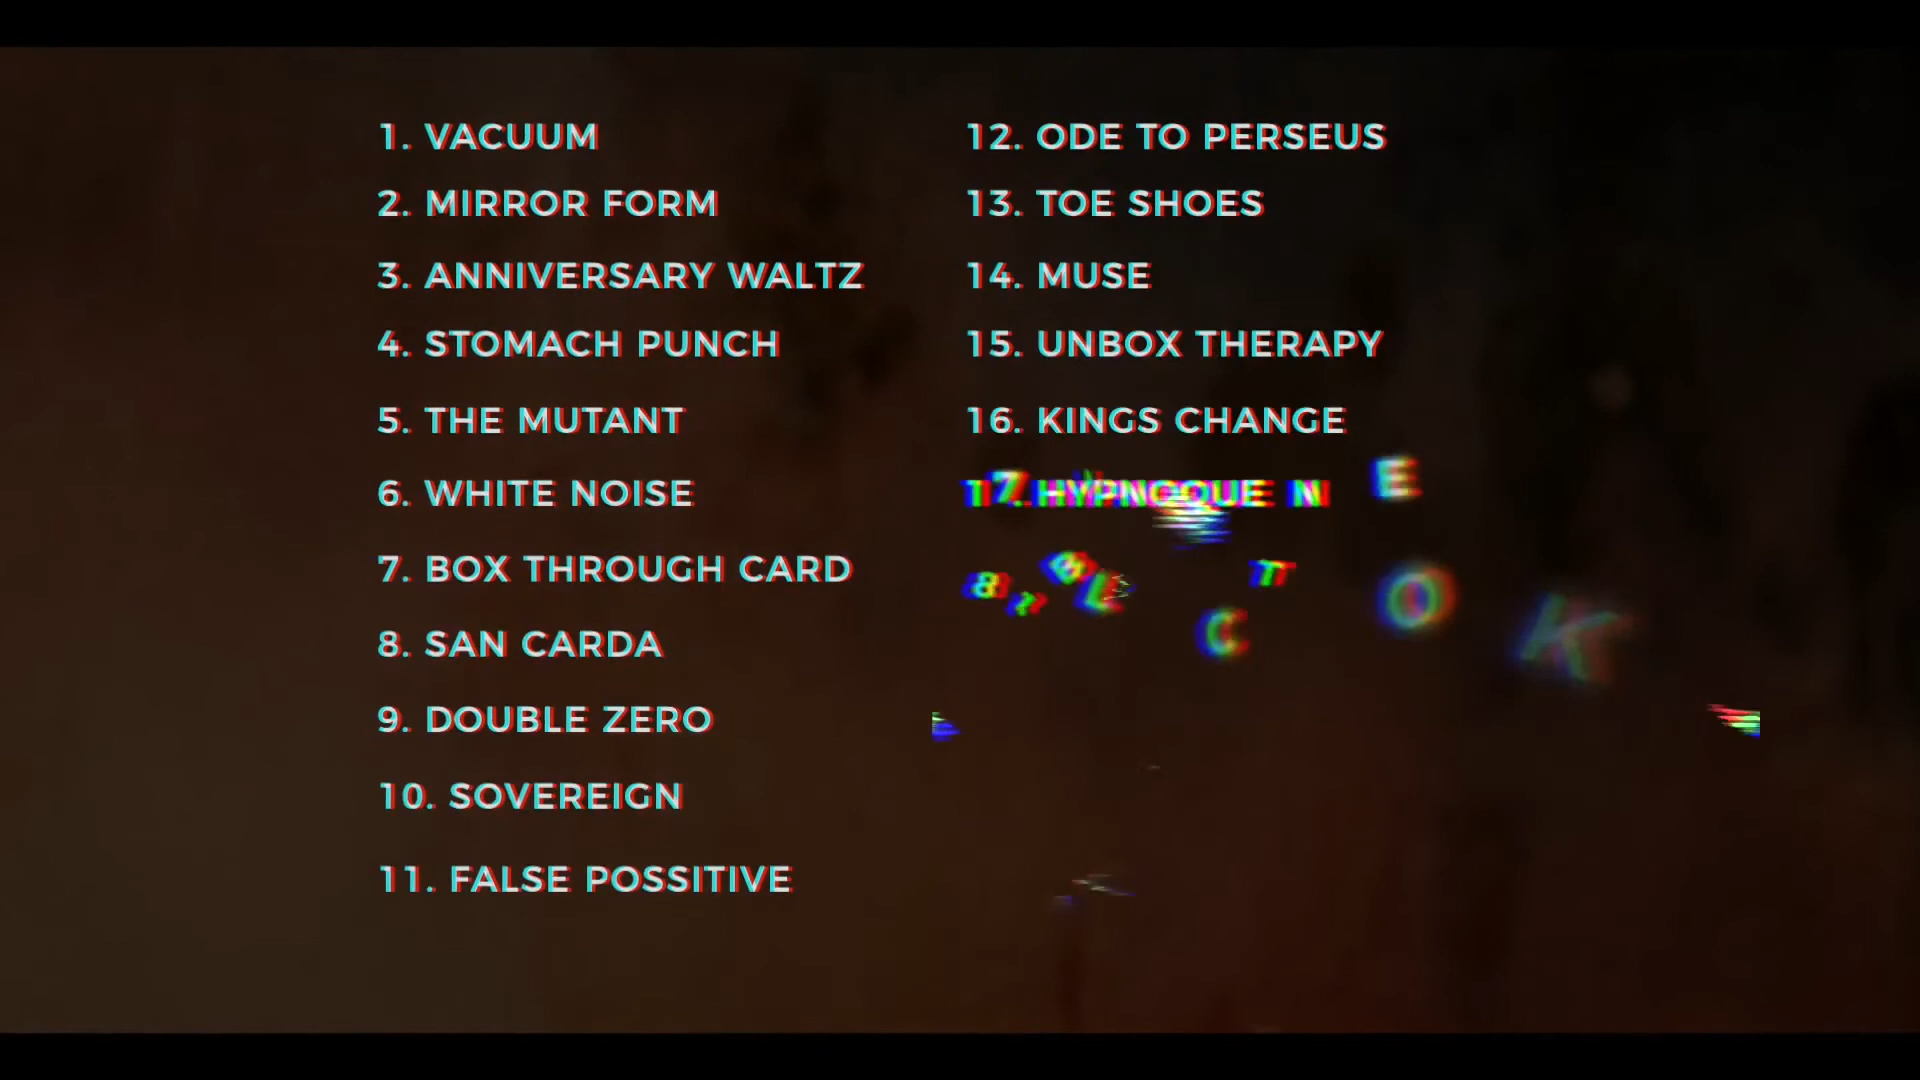 1. VACUUM
2. MIRROR FORM
3. ANNIVERSARY WALTZ
4. STOMACH PUNCH
5. THE MUTANT
6. WHITE NOISE
7. BOX THROUGH CARD
8. SAN CARDA
9. DOUBLE ZERO
10. SOVEREIGN
11. FALSE POSSITIVE
12. ODE TO PERSEUS
13. TOE SHOES
14. MUSE
15. UNBOX THERAPY
16. KINGS CHANGE
17.